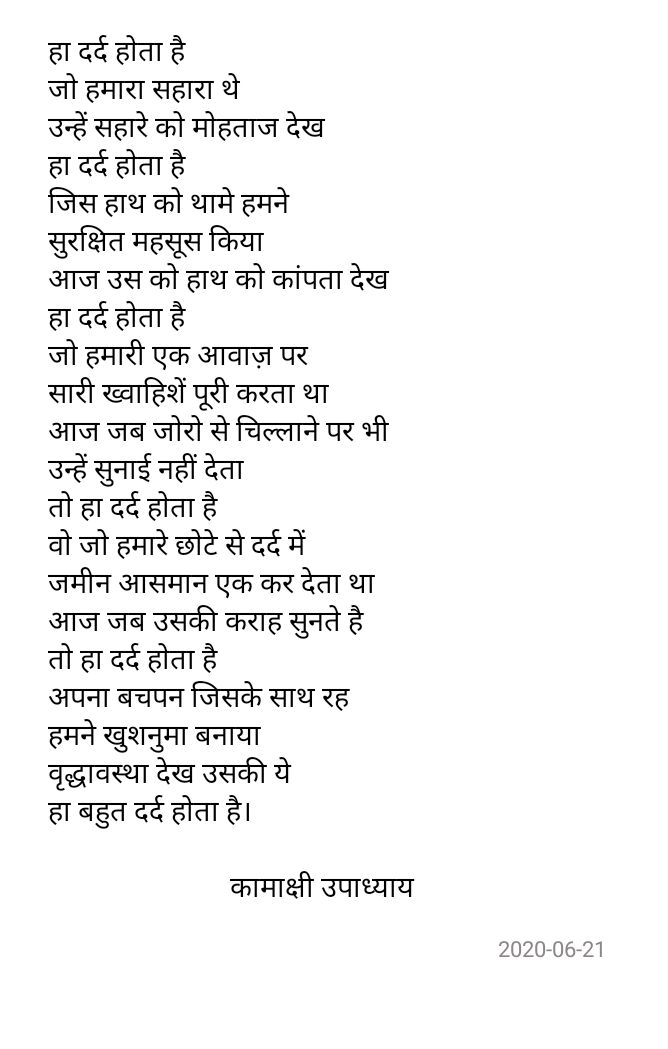 हा दर्द होता है
जो हमारा सहारा थे
उन्हें सहारे को मोहताज देख
हा दर्द होता है
जिस हाथ को थामे हमने
सुरक्षित महसूस किया
आज उस को हाथ को कांपता देख
हा दर्द होता है
जो हमारी एक आवाज़ पर
सारी ख्वाहिशें पूरी करता था
आज जब जोरो से चिल्लाने पर भी
उन्हें सुनाई नहीं देता
तो हा दर्द होता है
वो जो हमारे छोटे से दर्द में
जमीन आसमान एक कर देता था
आज जब उसकी कराह सुनते है
तो हा दर्द होता है
अपना बचपन जिसके साथ रह
हमने खुशनुमा बनाया
वृद्धावस्था देख उसकी ये
हा बहुत दर्द होता है।
कामाक्षी उपाध्याय
2020-06-21